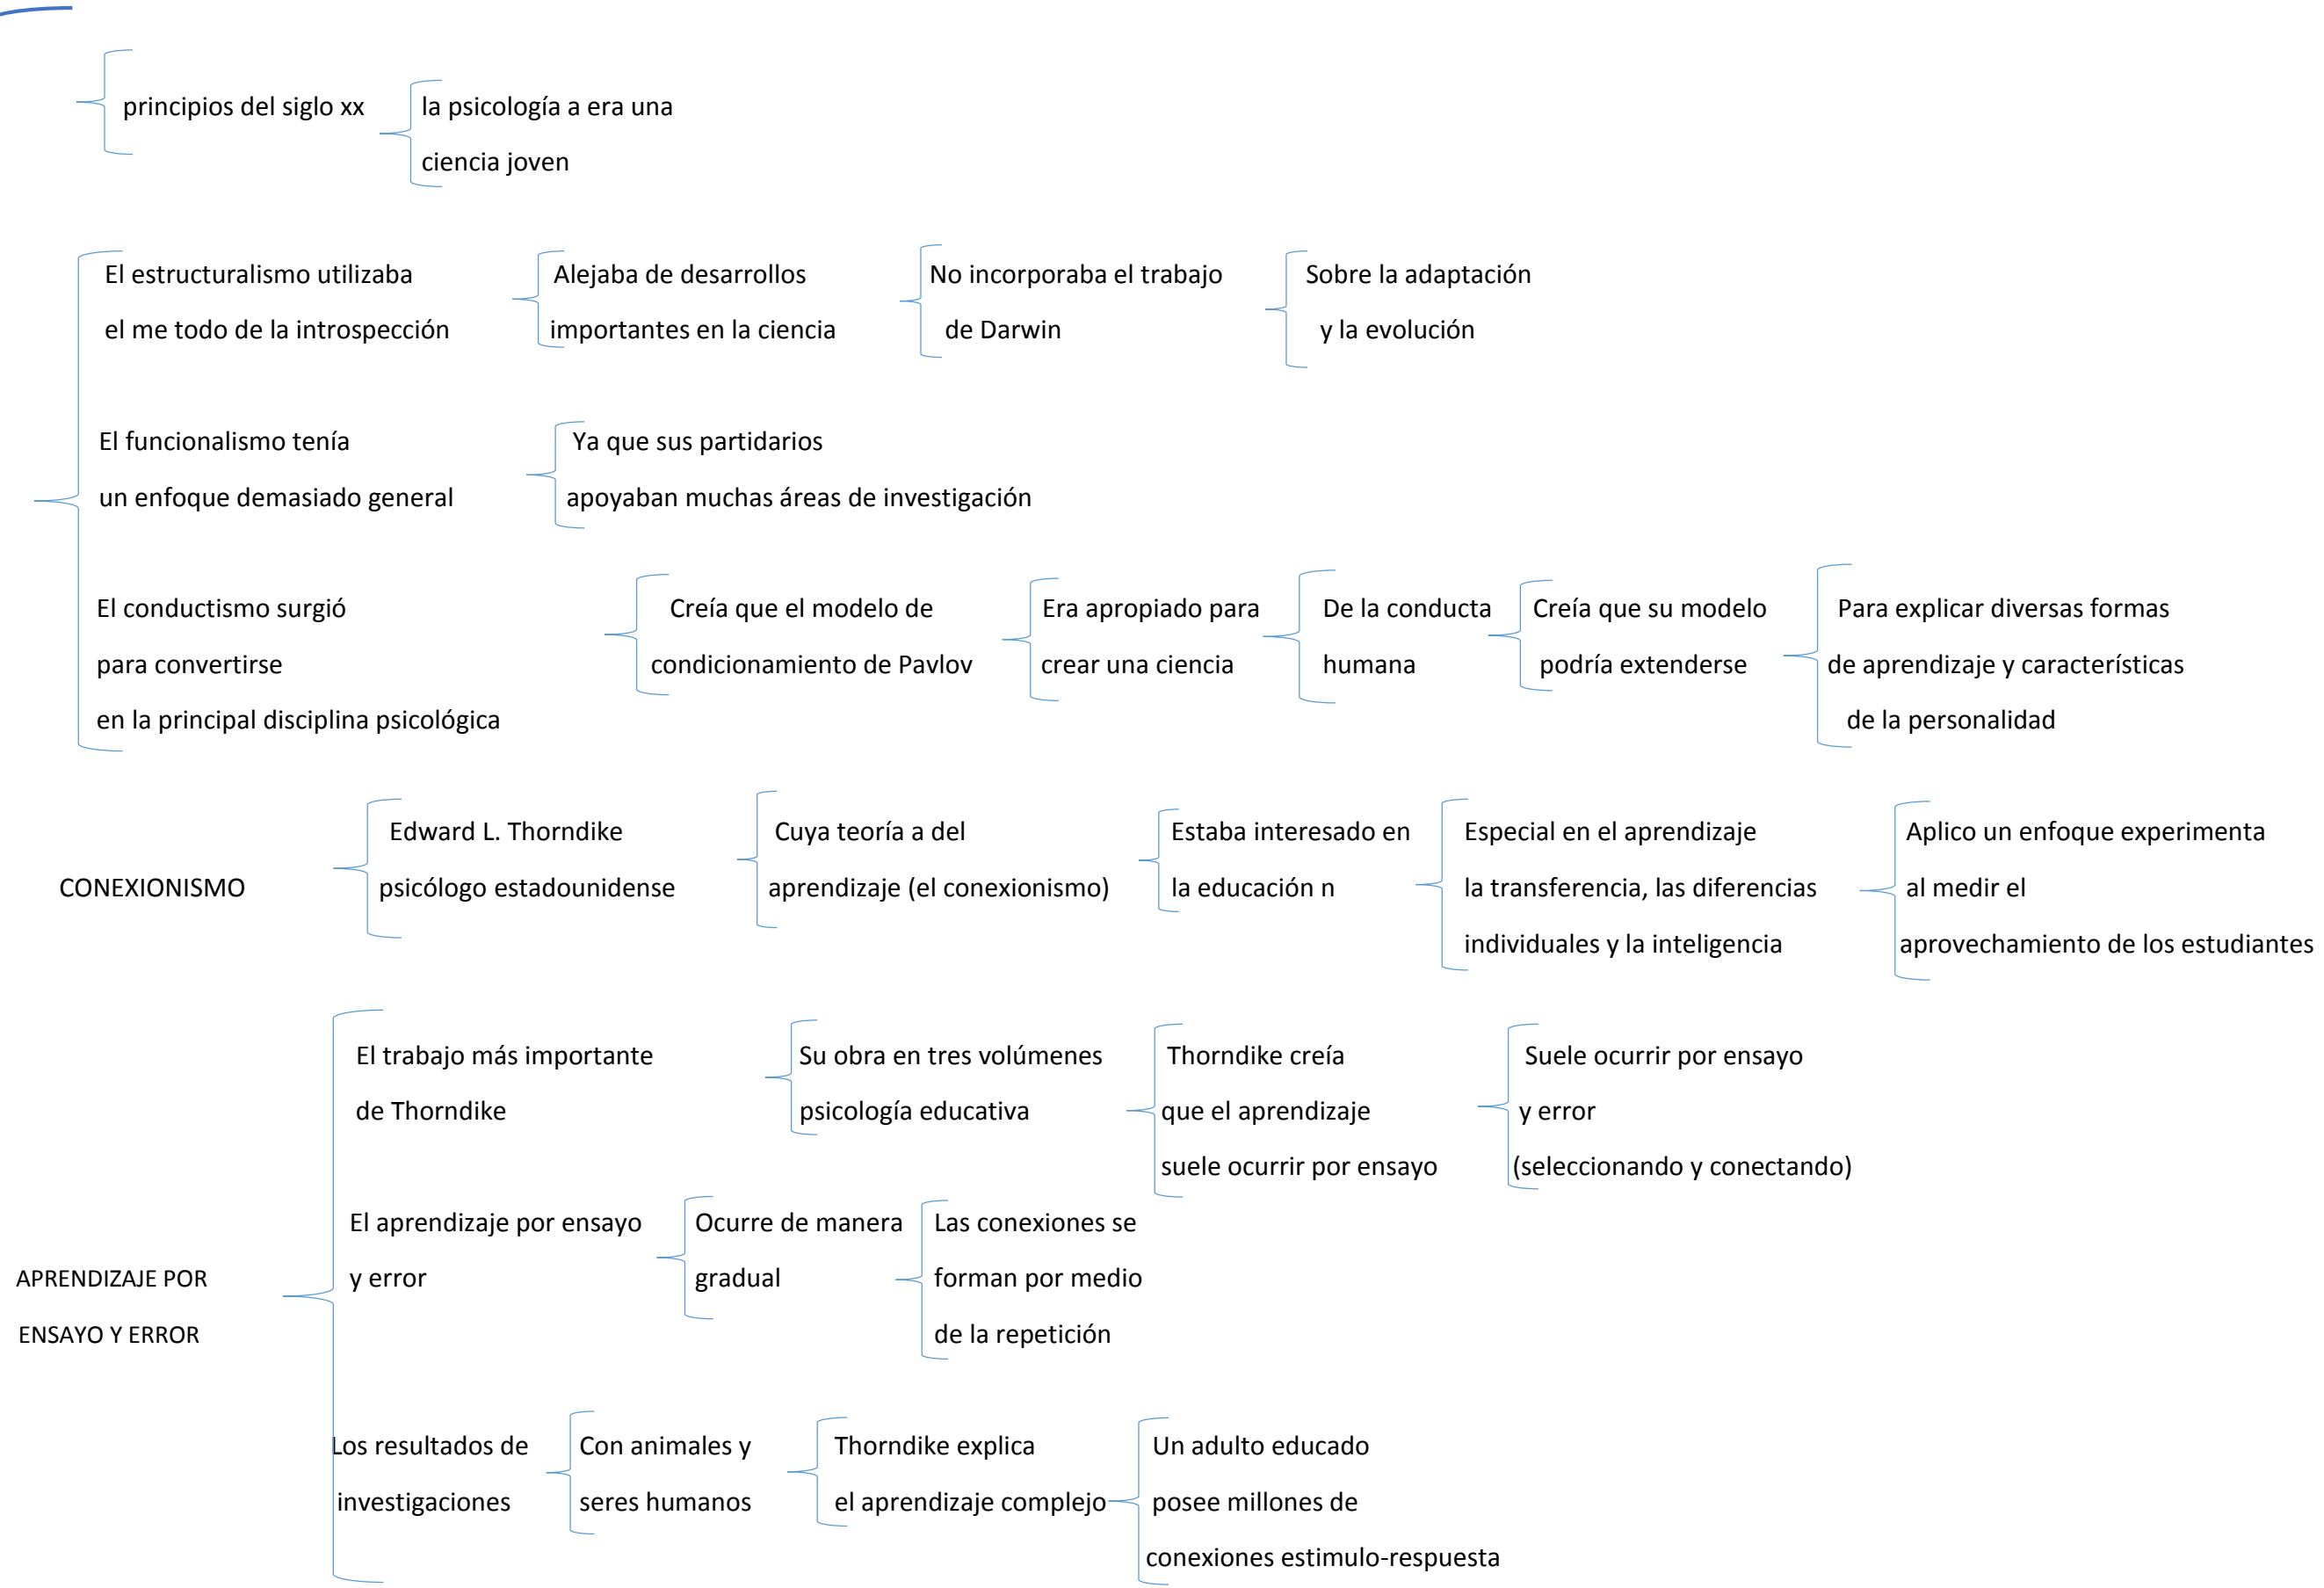 principios del siglo xx
la psicología a era una
ciencia joven
El estructuralismo utilizaba
el me todo de la introspección
Alejaba de desarrollos
importantes en la ciencia
No incorporaba el trabajo
de Darwin
Sobre la adaptación
y la evolución
El funcionalismo tenía
un enfoque demasiado general
Ya que sus partidarios
apoyaban muchas áreas de investigación
El conductismo surgió
para convertirse
en la principal disciplina psicológica
Creía que el modelo de
condicionamiento de Pavlov
Era apropiado para
crear una ciencia
De la conducta
humana
Creía que su modelo
podría extenderse
Para explicar diversas formas
de aprendizaje y características
de la personalidad
CONEXIONISMO
Edward L. Thorndike
psicólogo estadounidense
Cuya teoría a del
aprendizaje (el conexionismo)
Estaba interesado en
la educación n
Especial en el aprendizaje
la transferencia, las diferencias
individuales y la inteligencia
Aplico un enfoque experimenta
al medir el
aprovechamiento de los estudiantes
APRENDIZAJE POR
ENSAYO Y ERROR
El trabajo más importante
de Thorndike
Su obra en tres volúmenes
psicología educativa
Thorndike creía
que el aprendizaje
suele ocurrir por ensayo
Suele ocurrir por ensayo
y error
(seleccionando y conectando)
El aprendizaje por ensayo
y error
Ocurre de manera
gradual
Las conexiones se
forman por medio
de la repetición
Los resultados de
investigaciones
Con animales y
seres humanos
Thorndike explica
el aprendizaje complejo
Un adulto educado
posee millones de
conexiones estimulo-respuesta